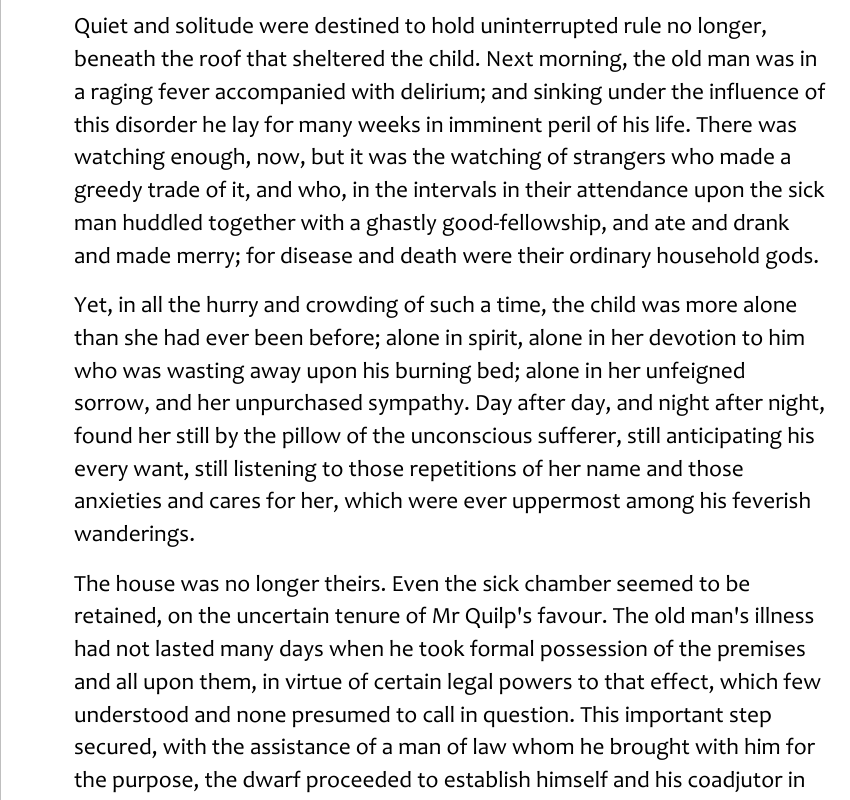 Quiet and solitude were destined to hold uninterrupted rule no longer,
beneath the roof that sheltered the child. Next morning, the old man was in
a raging fever accompanied with delirium; and sinking under the influence of
this disorder he lay for many weeks in imminent peril of his life. There was
watching enough, now, but it was the watching of strangers who made a
greedy trade of it, and who, in the intervals in their attendance upon the sick
man huddled together with a ghastly good-fellowship, and ate and drank
and made merry; for disease and death were their ordinary household gods.
Yet, in all the hurry and crowding of such a time, the child was more alone
than she had ever been before; alone in spirit, alone in her devotion to him
who was wasting away upon his burning bed; alone in her unfeigned
sorrow, and her unpurchased sympathy. Day after day, and night after night,
found her still by the pillow of the unconscious sufferer, still anticipating his
every want, still listening to those repetitions of her name and those
anxieties and cares for her, which were ever uppermost among his feverish
wanderings.
The house was no longer theirs. Even the sick chamber seemed to be
retained, on the uncertain tenure of Mr Quilp's favour. The old man's illness
had not lasted many days when he took formal possession of the premises
and all upon them, in virtue of certain legal powers to that effect, which few
understood and none presumed to call in question. This important step
secured, with the assistance of a man of law whom he brought with him for
the purpose, the dwarf proceeded to establish himself and his coadjutor in